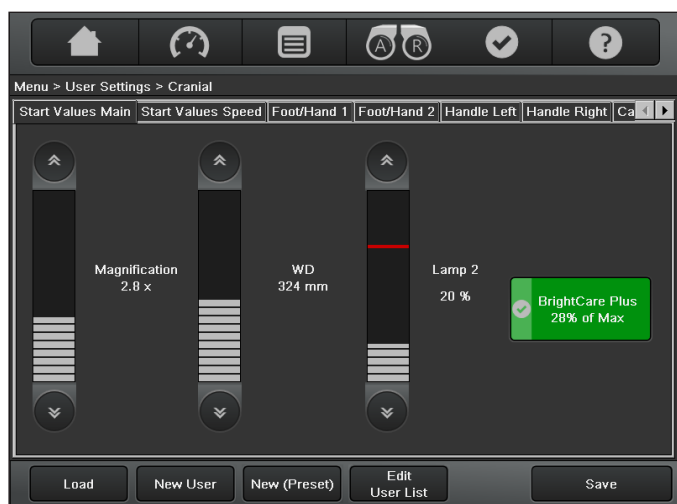 A R ?
Menu > User Settings > Cranial
Start Values Main Start Values Speed Foot/Hand 1 Foot/Hand 2 Handle Left Handle Right Ca
Magnification
2.8 x
WD
324 mm
Lamp 2
20 %
BrightCare Plus
28% of Max
Load New User New (Preset) Edit
User List Save